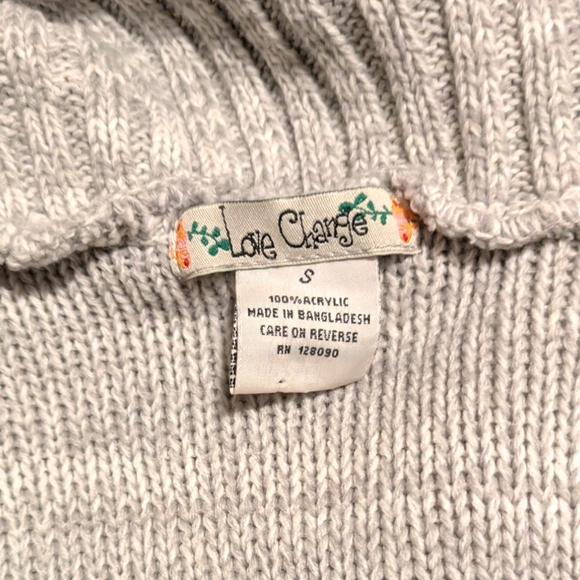 Love Change
S
100% ACRYLIC
MADE IN BANGLADESH
CARE ON REVERSE
RN 128090